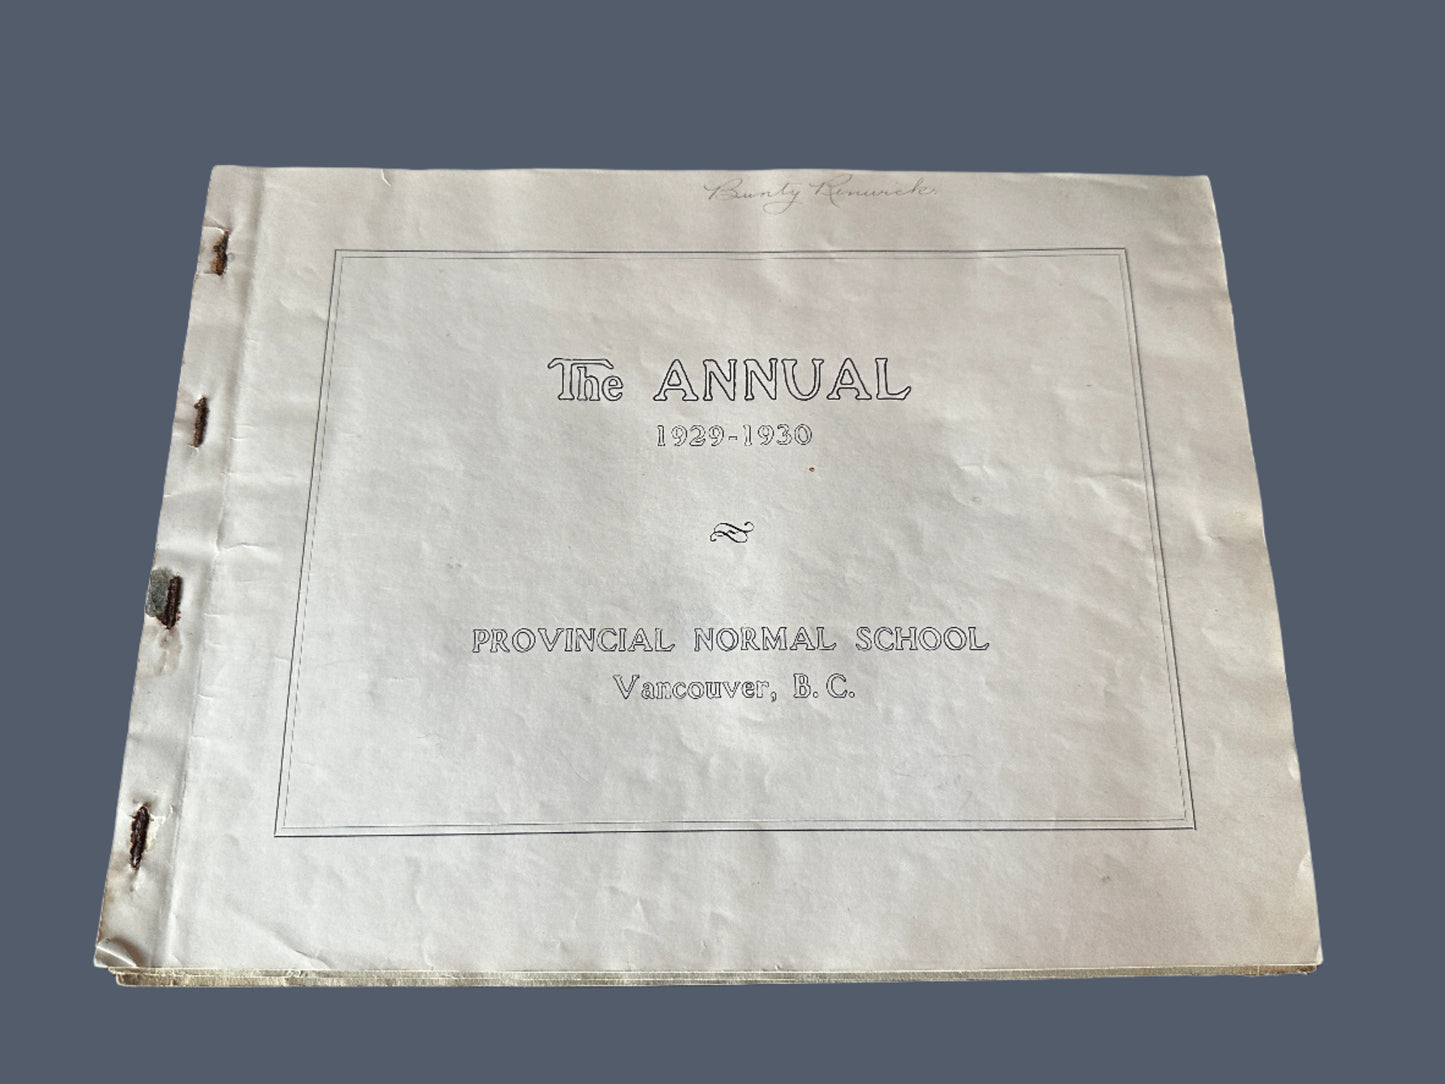 Bunty Renwick.
The ANNUAL
1929-1930
PROVINCIAL NORMAL SCHOOL
Vancouver, B. C.